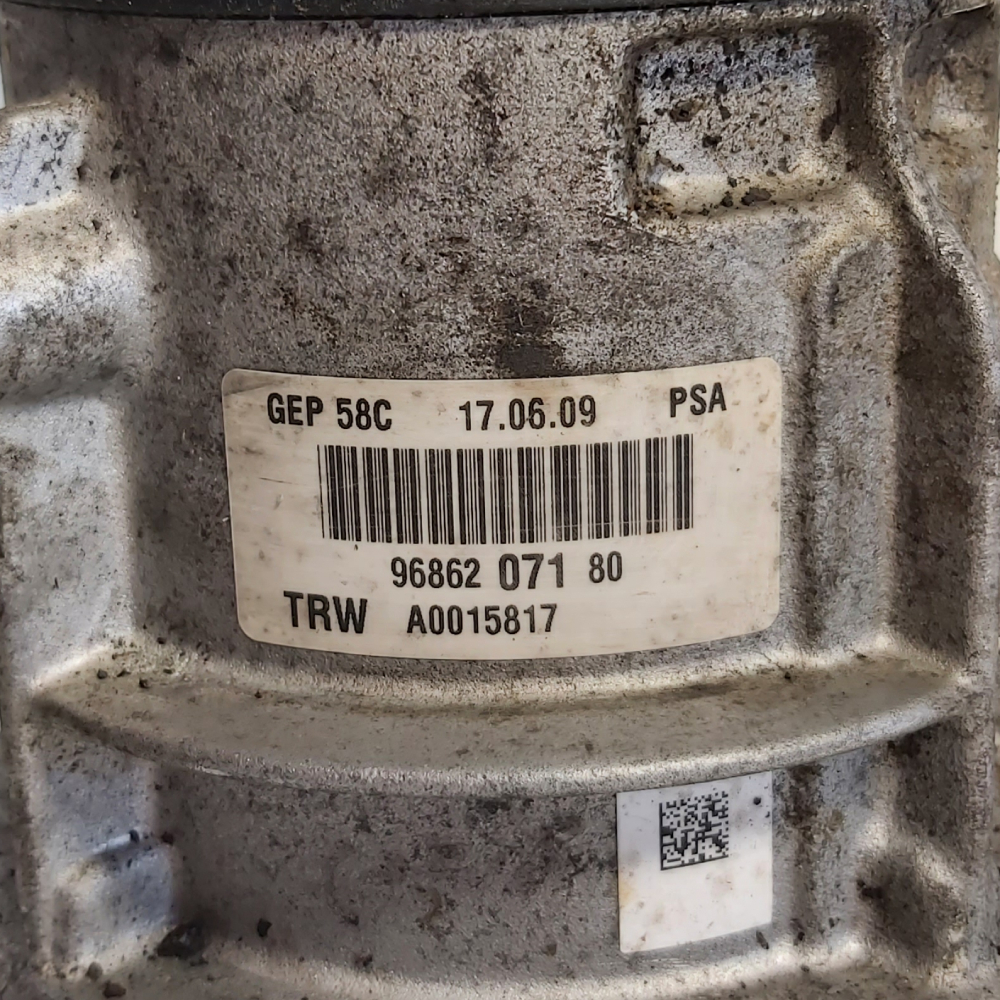 GEP 58C 17.06.09 PSA
96862 071 80
TRW A0015817